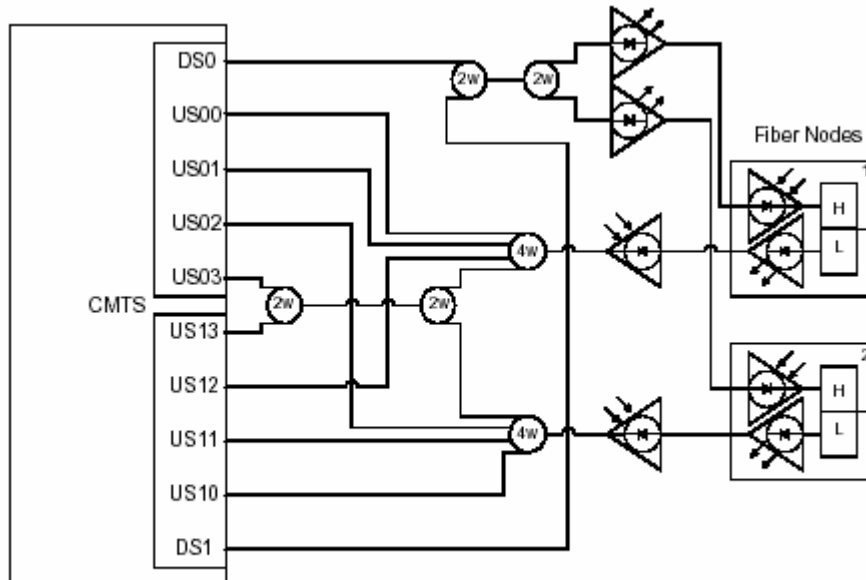 DS0
2w
2w
US00
Fiber Nodes
US01
1
H
US02
4w
L
US03
CMTS
2w
2w
US13
2
US12
H
US11
4w
L
US10
DS1